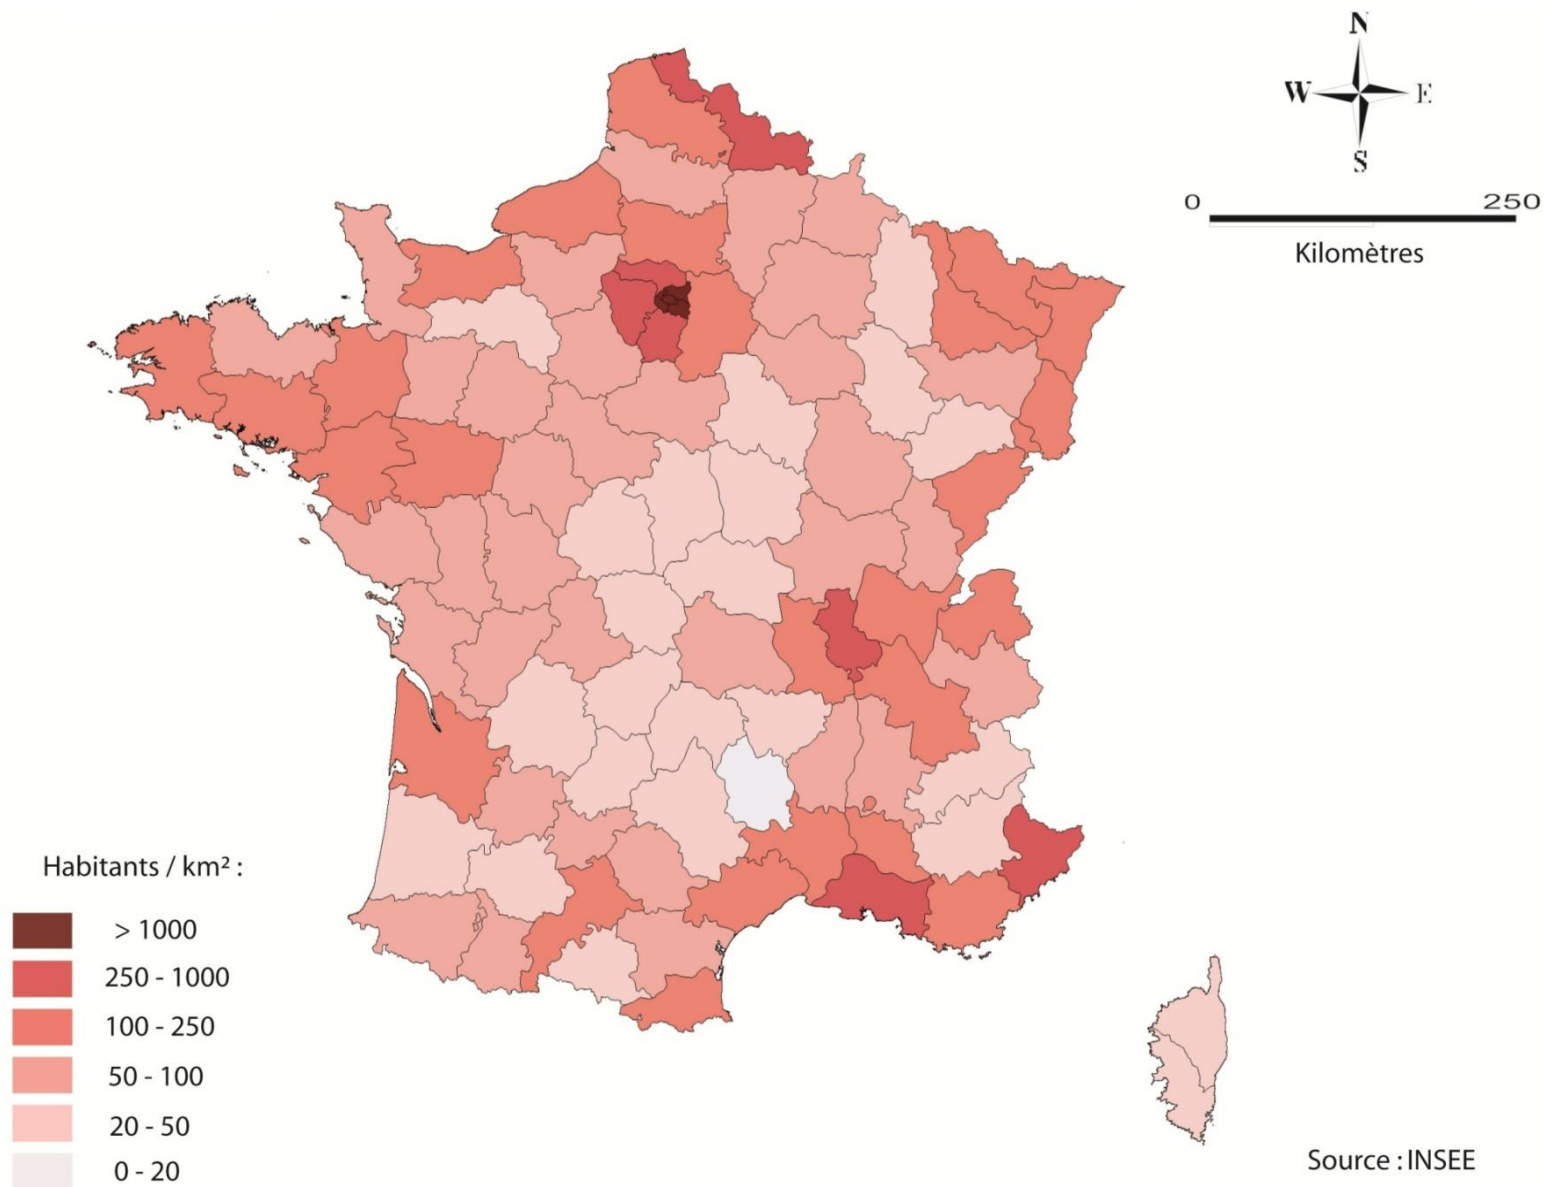 N
W E
S
0 250
Kilomètres
Habitants / km² :
> 1000
250 - 1000
100 - 250
50 - 100
20 - 50
0 - 20
Source : INSEE